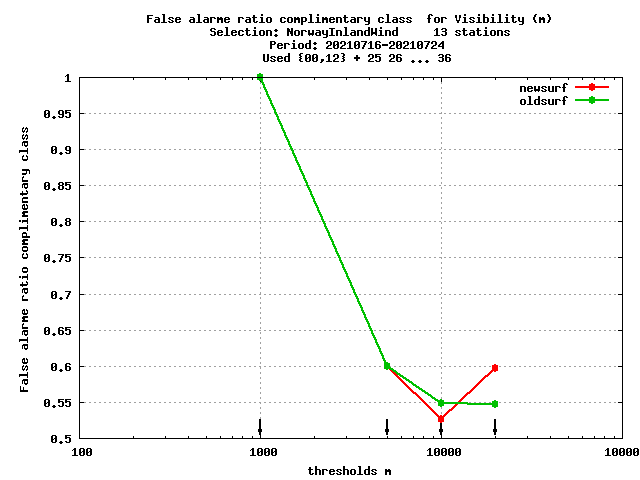 False alarme ratio complimentary class  for Visibility (m)
Selection: NorwayInlandWind     13 stations
Period: 20210716-20210724
Used {00,12} + 25 26 ... 36
newsurf
oldsurf
False alarme ratio complimentary class
1
0.95
0.9
0.85
0.8
0.75
0.7
0.65
0.6
0.55
0.5
100
1000
10000
10000
thresholds m